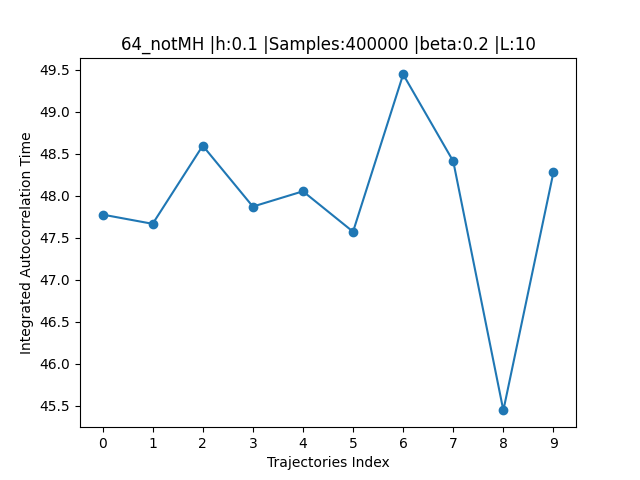 64_notMH |h:0.1 |Samples:400000 |beta:0.2 |L:10
Integrated Autocorrelation Time
49.5
49.0
48.5
48.0
47.5
47.0
46.5
46.0
45.5
0 1 2 3 4 5 6 7 8 9
Trajectories Index